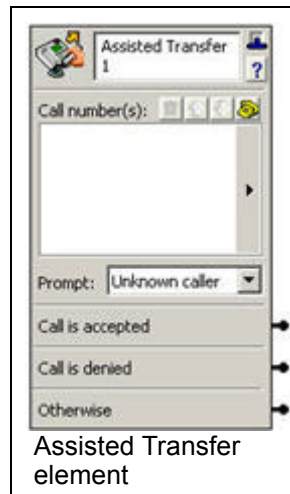 Assisted Transfer
1
?
Call number(s):
Prompt: Unknown caller
Call is accepted
Call is denied
Otherwise
Assisted Transfer
element